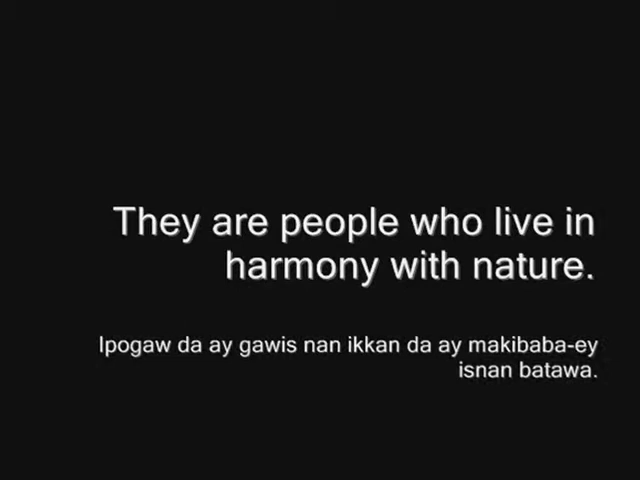 They are people who live in
harmony with nature.
Ipogaw da ay gawis nan ikkan da ay makibaba-ey
isnan batawa.